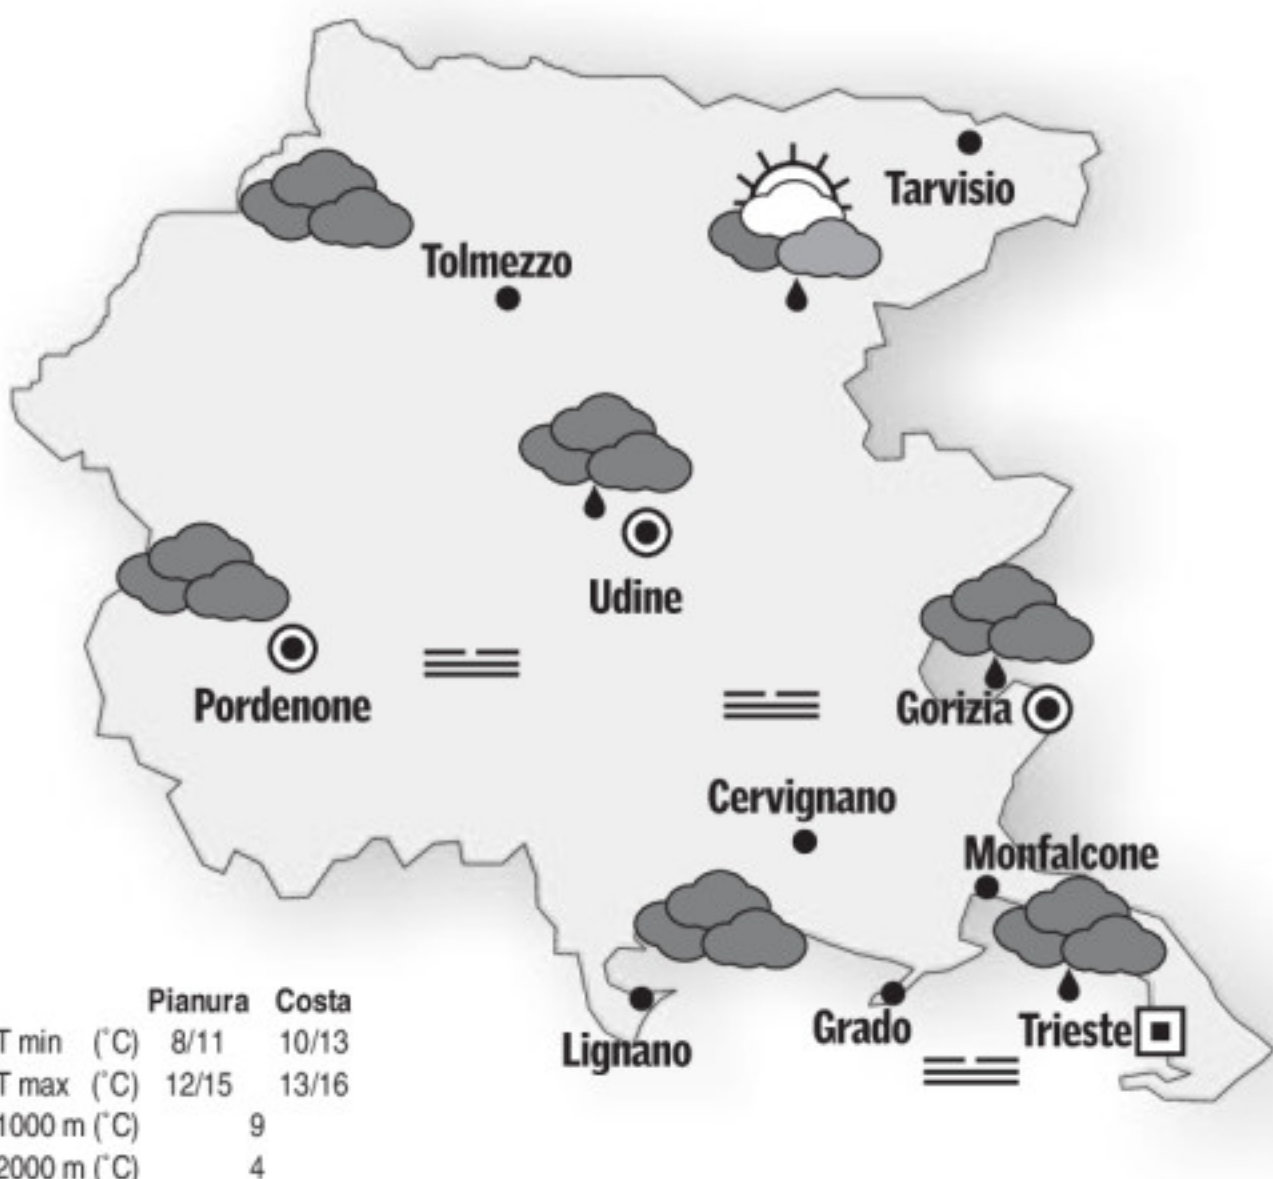 Tarvisio
Tolmezzo
Udine
Pordenone
Gorizia
Cervignano
Monfalcone
Grado
Trieste
Lignano
Pianura Costa
T min (°C) 8/11 10/13
T max (°C) 12/15 13/16
1000 m (°C) 9
2000 m (°C) 4